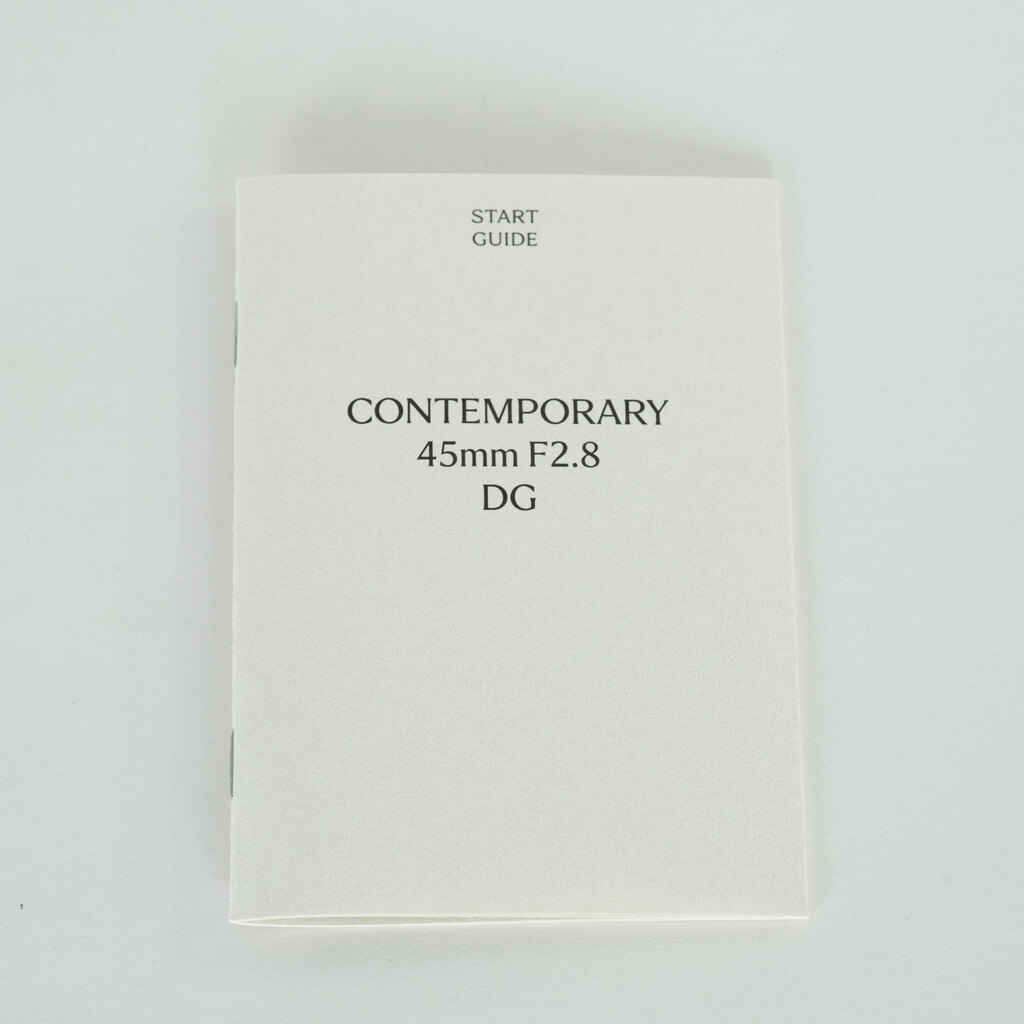 START
GUIDE
CONTEMPORARY
45mm F2.8
DG